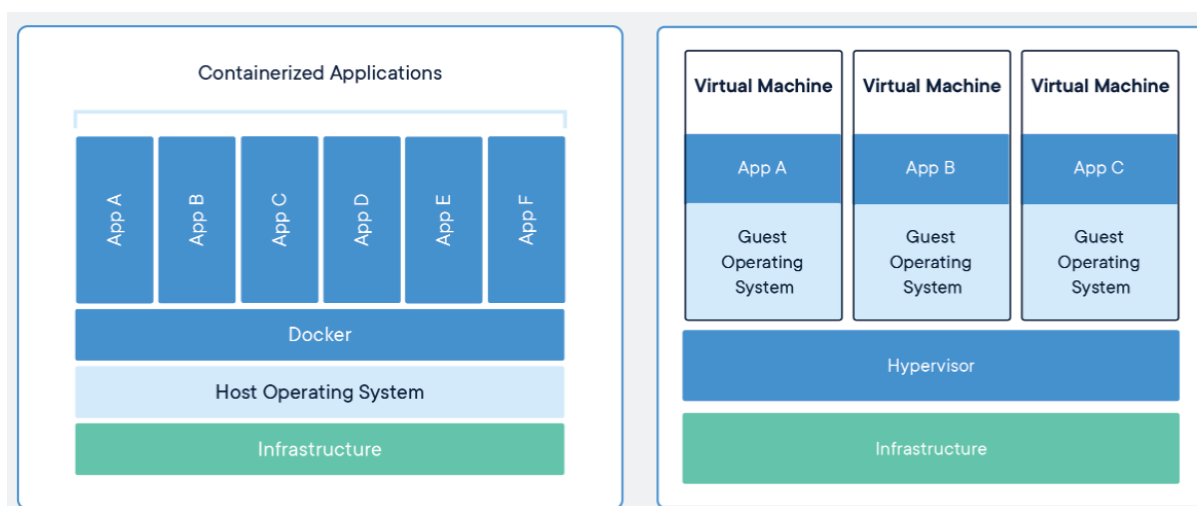 Containerized Applications
App A
App B
App C
App D
App E
App F
Docker
Host Operating System
Infrastructure
Virtual Machine
App A
Guest
Operating
System
Virtual Machine
App B
Guest
Operating
System
Virtual Machine
App C
Guest
Operating
System
Hypervisor
Infrastructure